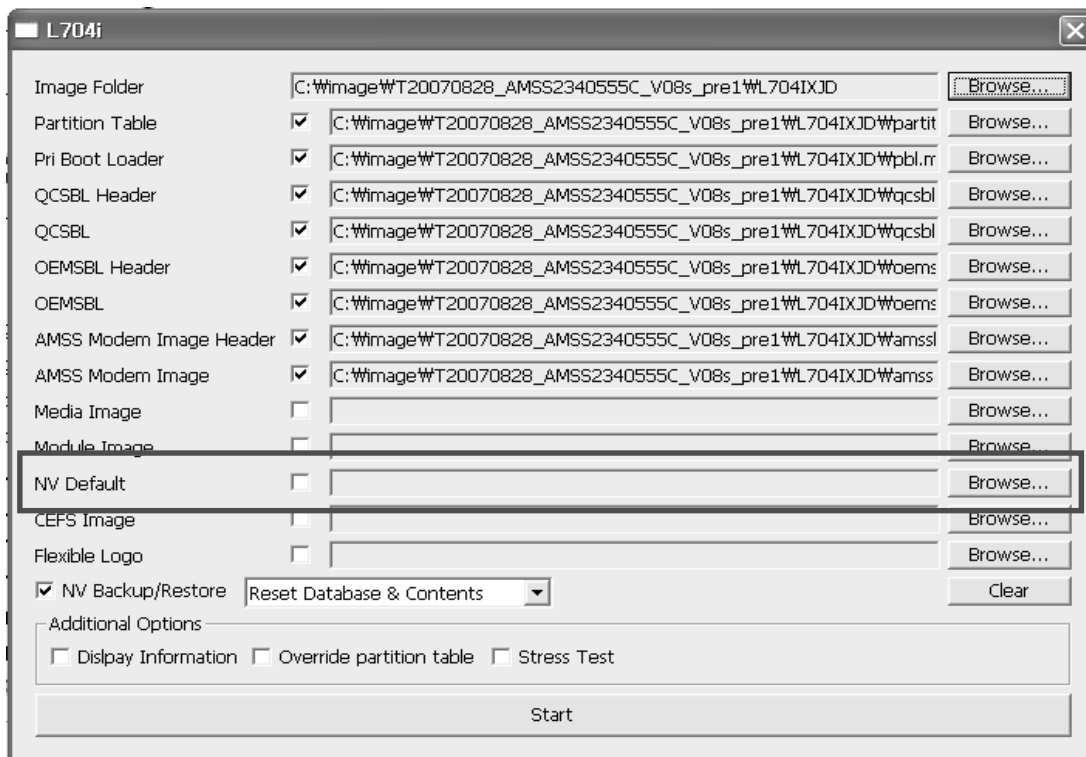 L704i
Image Folder C:₩image₩T20070828_AMSS2340555C_V08s_pre1₩L704IXJD Browse...
Partition Table C:₩image₩T20070828_AMSS2340555C_V08s_pre1₩L704IXJD₩partit Browse...
Pri Boot Loader C:₩image₩T20070828_AMSS2340555C_V08s_pre1₩L704IXJD₩pbl.m Browse...
QCSBL Header C:₩image₩T20070828_AMSS2340555C_V08s_pre1₩L704IXJD₩qcsbl Browse...
QCSBL C:₩image₩T20070828_AMSS2340555C_V08s_pre1₩L704IXJD₩qcsbl Browse...
OEMSBL Header C:₩image₩T20070828_AMSS2340555C_V08s_pre1₩L704IXJD₩oems Browse...
OEMSBL C:₩image₩T20070828_AMSS2340555C_V08s_pre1₩L704IXJD₩oems Browse...
AMSS Modem Image Header C:₩image₩T20070828_AMSS2340555C_V08s_pre1₩L704IXJD₩amssl Browse...
AMSS Modem Image C:₩image₩T20070828_AMSS2340555C_V08s_pre1₩L704IXJD₩amss Browse...
Media Image Browse...
Module Image Browse...
NV Default Browse...
CEFS Image Browse...
Flexible Logo Browse...
NV Backup/Restore Reset Database & Contents Clear
Additional Options
Dislpay Information Override partition table Stress Test
Start